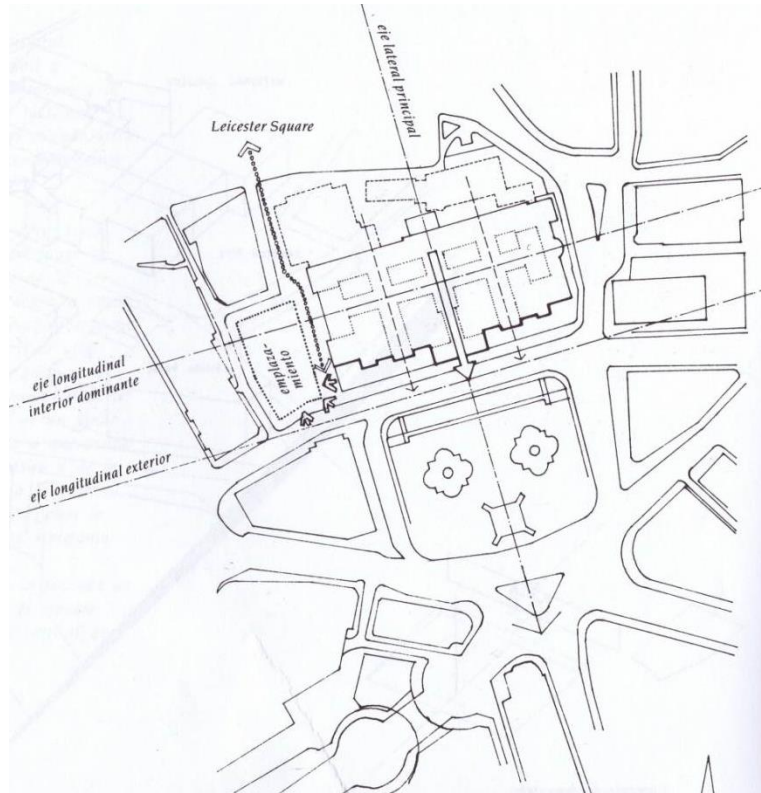 eje lateral principal
Leicester Square
emplaza-
miento
eje longitudinal
interior dominante
eje longitudinal exterior